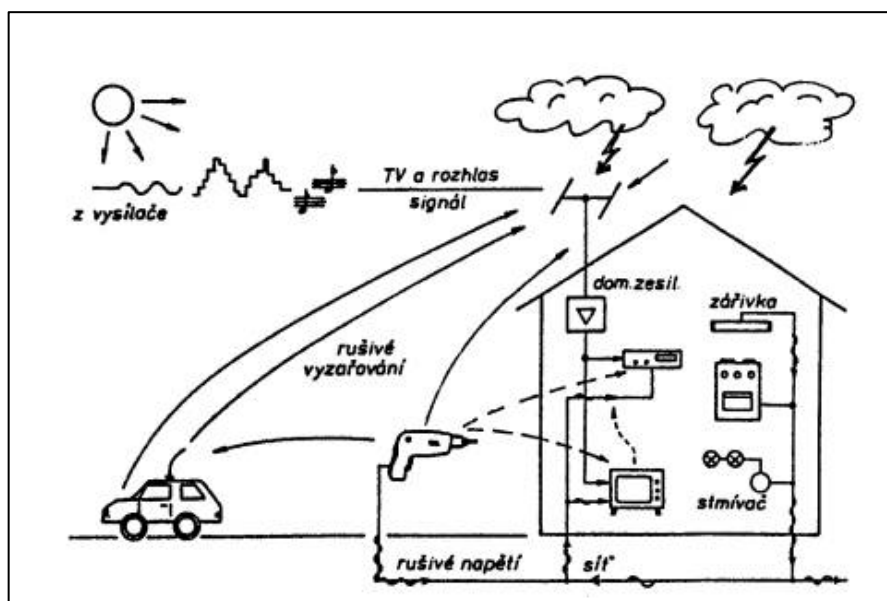 TV a rozhlas
signál
z vysílače
dom. zesil.
zářivka
rušivé
vyzařování
stmívač
rušivé napětí
síť